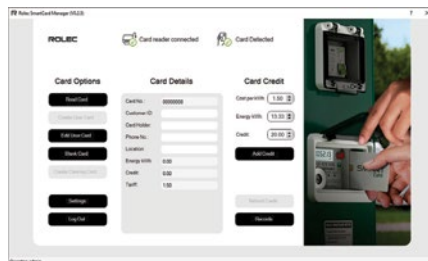 Rolec SmartCard Manager (V1.0.3)
? ×
ROLEC
Card reader connected
Card Detected
Card Options
Read Card
Create User Card
Edit User Card
Blank Card
Settings
Log Out
Card Details
Card No.:
Customer ID:
Card Holder:
Phone No.:
Location:
Energy kWh: 0.00
Credit: 0.00
Tariff: 1.50
Card Credit
Cost per kWh: 1.50
Energy kWh: 13.33
Credit: 20.00
Add Credit
Refund Credit
Records